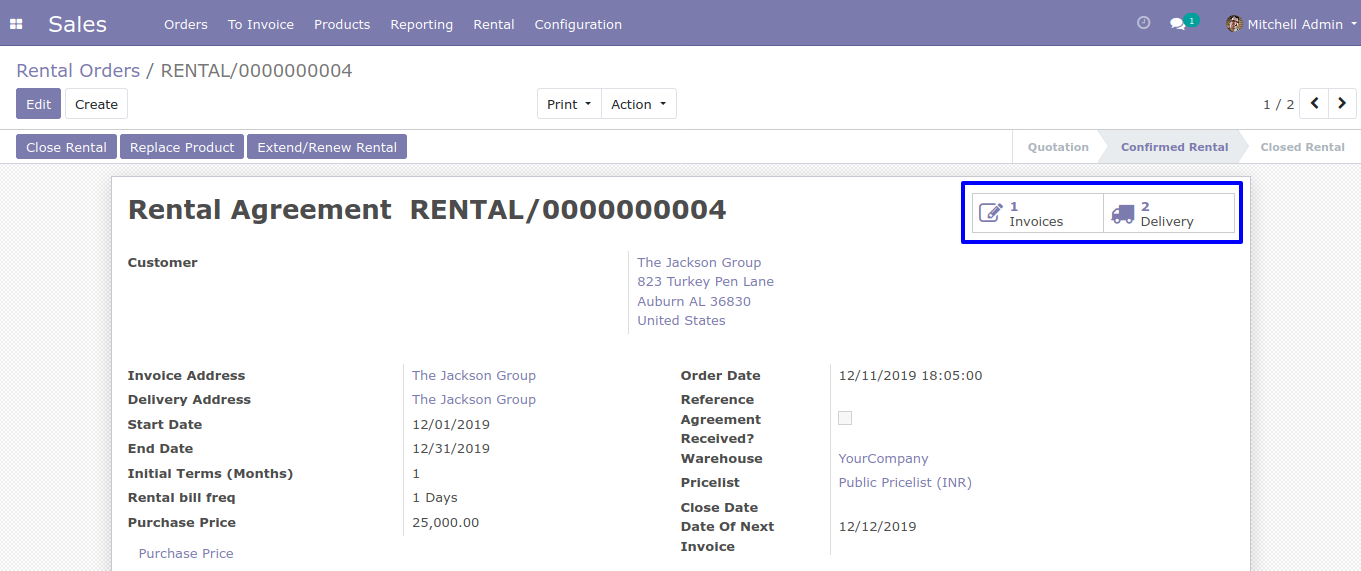 Sales
Orders To Invoice Products Reporting Rental Configuration
1 Mitchell Admin
Rental Orders / RENTAL/0000000004
Edit Create Print Action 1 / 2
Close Rental Replace Product Extend/Renew Rental Quotation Confirmed Rental Closed Rental
Rental Agreement RENTAL/0000000004
1 Invoices
2 Delivery
Customer
The Jackson Group
823 Turkey Pen Lane
Auburn AL 36830
United States
Invoice Address The Jackson Group
Delivery Address The Jackson Group
Start Date 12/01/2019
End Date 12/31/2019
Initial Terms (Months) 1
Rental bill freq 1 Days
Purchase Price 25,000.00
Purchase Price
Order Date 12/11/2019 18:05:00
Reference
Agreement
Received?
Warehouse YourCompany
Pricelist Public Pricelist (INR)
Close Date
Date Of Next 12/12/2019
Invoice